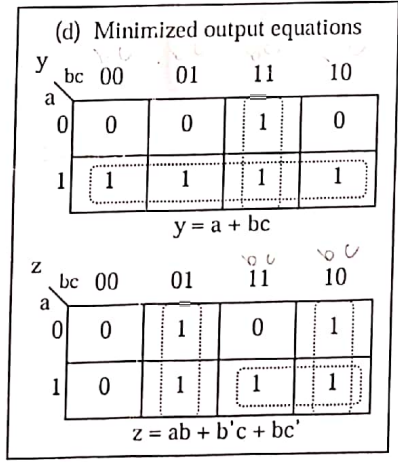 (d) Minimized output equations
y
bc 00 01 11 10
a
0 0 0 1 0
1 1 1 1 1
y = a + bc
z
bc 00 01 11 10
a
0 0 1 0 1
1 0 1 1 1
z = ab + b'c + bc'